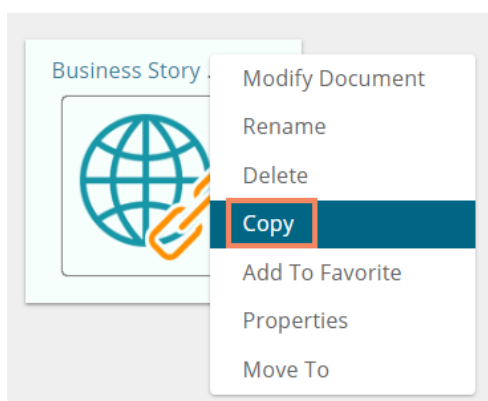 Business Story .
Modify Document
Rename
Delete
Copy
Add To Favorite
Properties
Move To